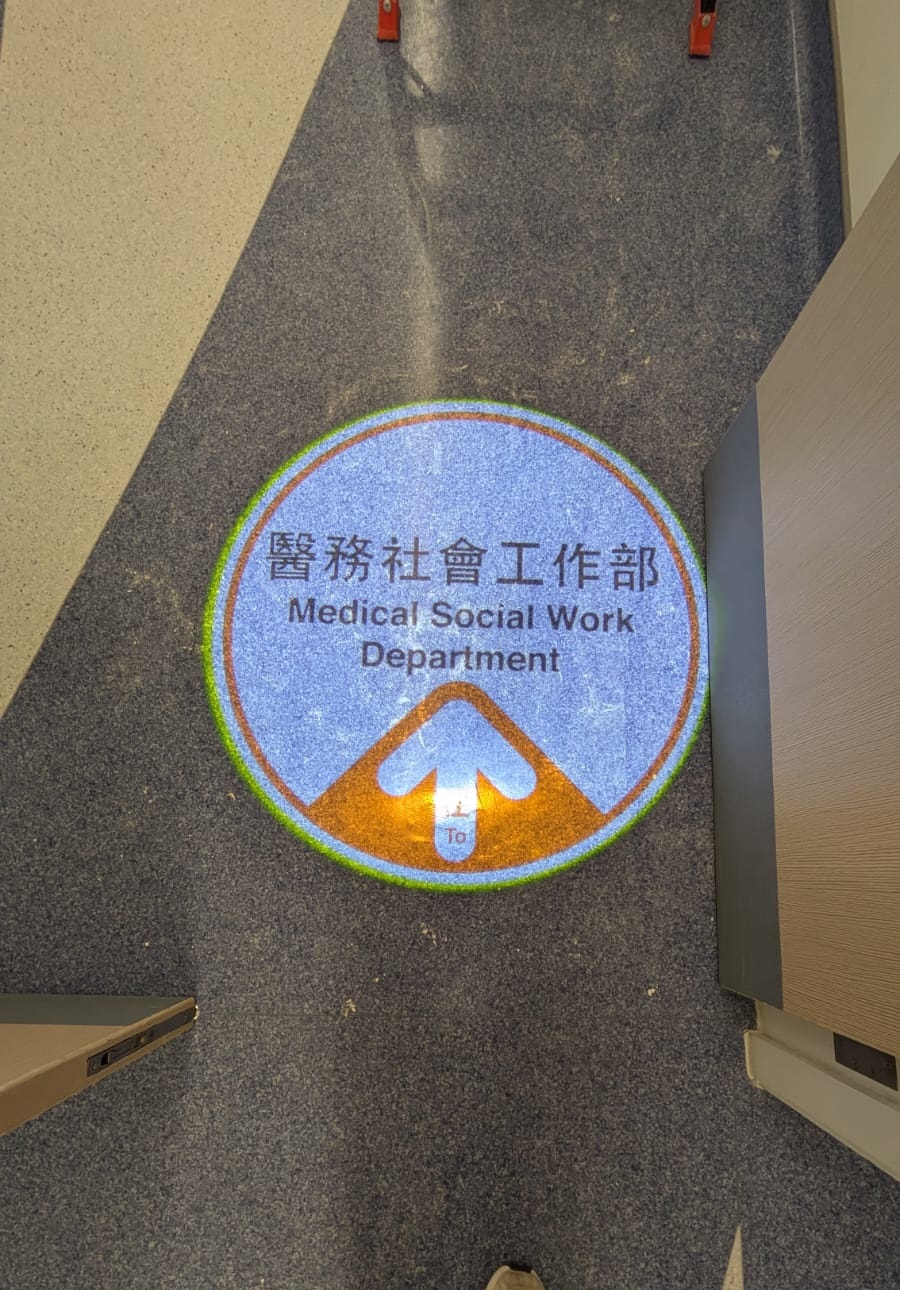 醫務社會工作部
Medical Social Work
Department
To